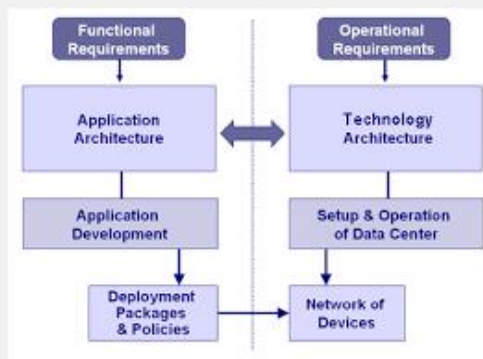 Functional
Requirements
Operational
Requirements
Application
Architecture
Technology
Architecture
Application
Development
Setup & Operation
of Data Center
Deployment
Packages
& Policies
Network of
Devices